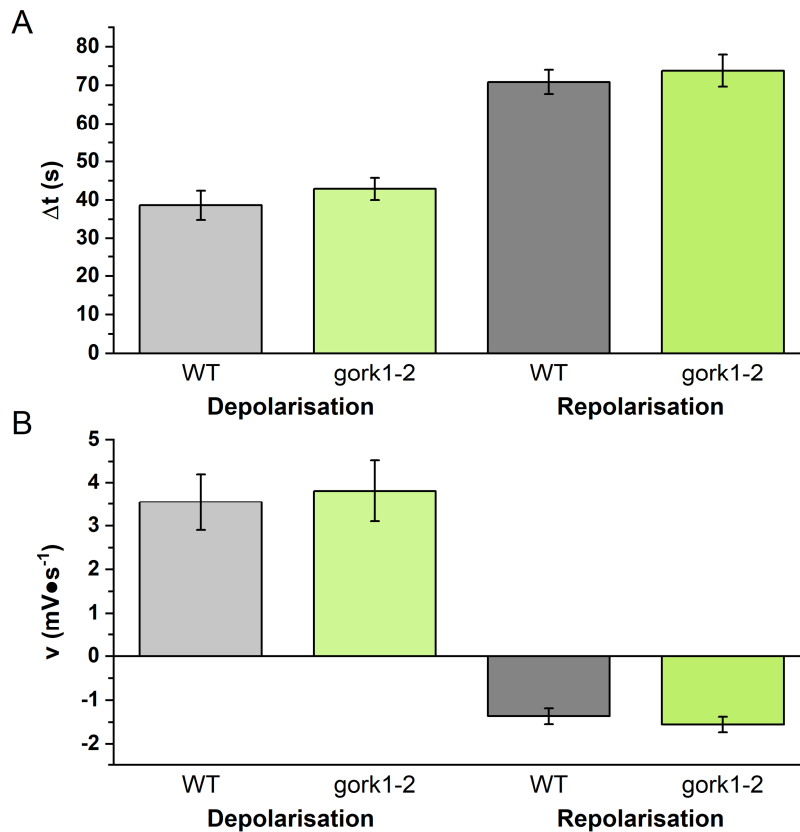 A
80
70
60
50
40
30
20
10
0
Δt (s)
WT gork1-2 WT gork1-2
Depolarisation Repolarisation
B
5
4
3
2
1
0
-1
-2
v (mV●s⁻¹)
WT gork1-2 WT gork1-2
Depolarisation Repolarisation